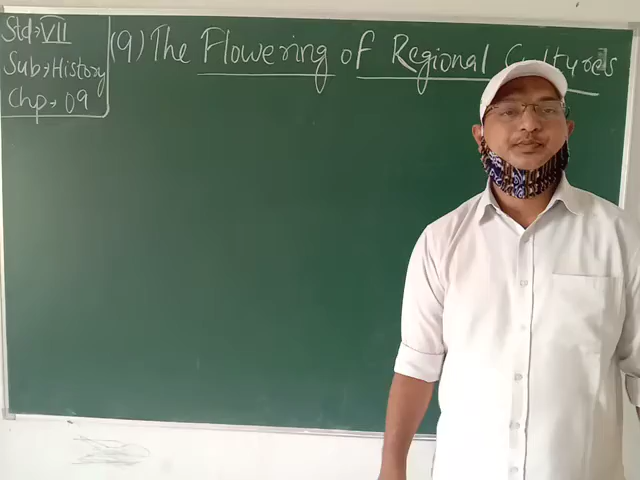 Std→VII
Sub→History
Chp→09
(9) The Flowering of Regional Cultures